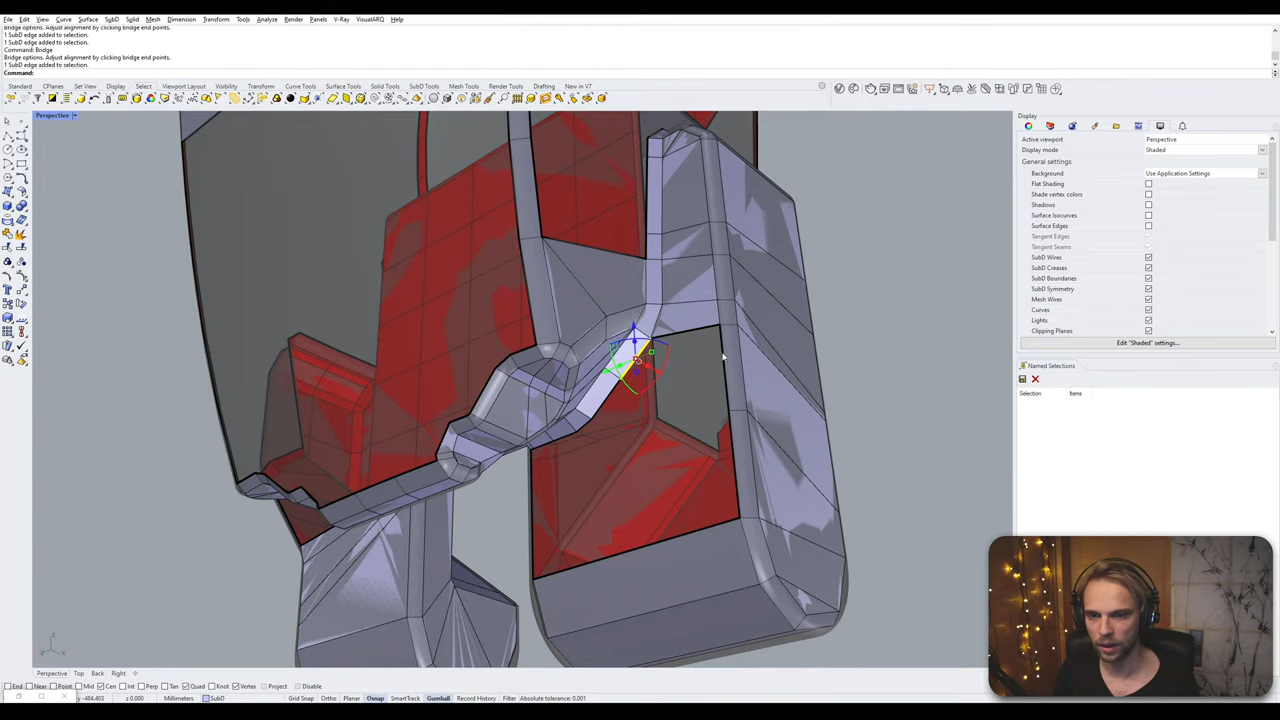 File Edit View Curve Surface SubD Solid Mesh Dimension Transform Tools Analyze Render Panels V-Ray VisualARQ Help
Bridge options. Adjust alignment by clicking bridge end points.
1 SubD edge added to selection.
1 SubD edge added to selection.
Command: Bridge
Bridge options. Adjust alignment by clicking bridge end points.
1 SubD edge added to selection.
Command:
Standard CPlanes Set View Display Select Viewport Layout Visibility Transform Curve Tools Surface Tools Solid Tools SubD Tools Mesh Tools Render Tools Drafting New in V7
Perspective
Display
Active viewport Perspective
Display mode Shaded
General settings
Background Use Application Settings
Flat Shading
Shade vertex colors
Shadows
Surface Isocurves
Surface Edges
Tangent Edges
Tangent Seams
SubD Wires
SubD Creases
SubD Boundaries
SubD Symmetry
Mesh Wires
Curves
Lights
Clipping Planes
Edit "Shaded" settings...
Named Selections
Selection Items
z
x
Perspective Top Back Right
End Near Point Mid Cen Int Perp Tan Quad Knot Vertex Project Disable
y -484.403 z 0.000 Millimeters SubD Grid Snap Ortho Planar Osnap SmartTrack Gumball Record History Filter Absolute tolerance: 0.001